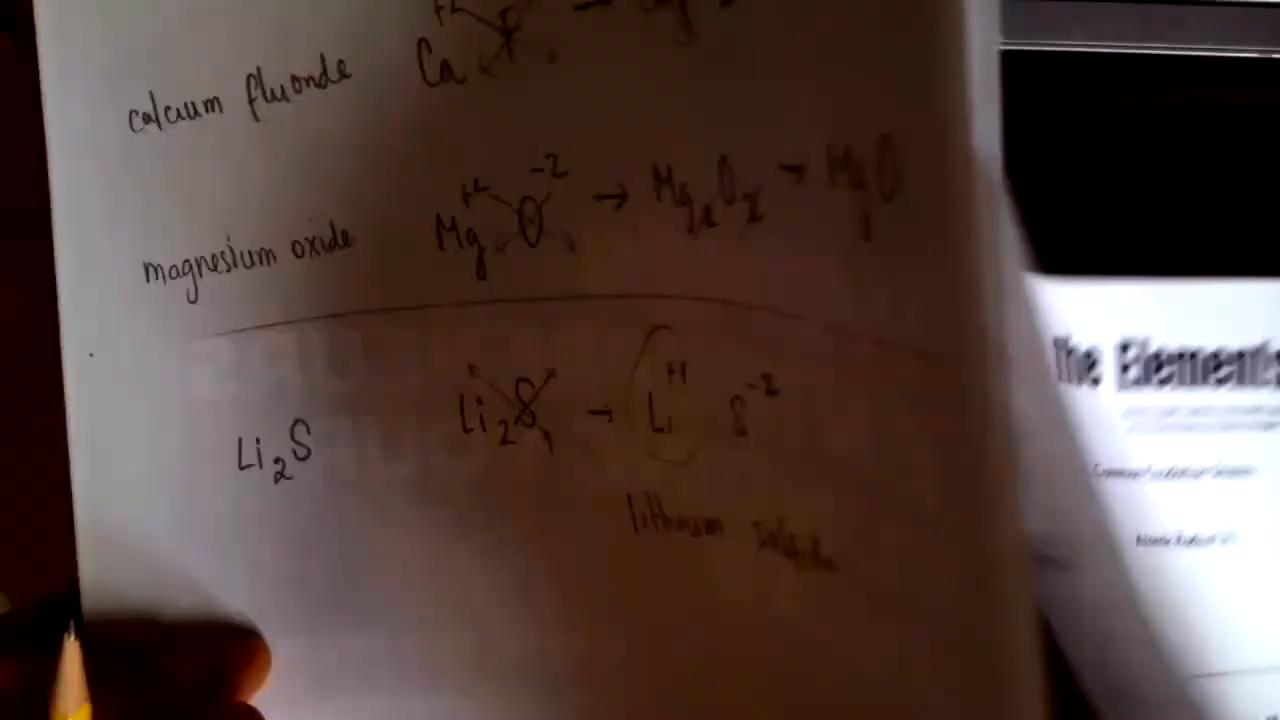 calcium fluoride Ca
+2 -2
magnesium oxide Mg O → Mg2O2 → MgO
Li2S Li2S → Li+1 S-2
lithium
The Elements